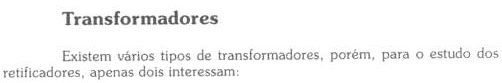 Transformadores
Existem vários tipos de transformadores, porém, para o estudo dos
retificadores, apenas dois interessam: